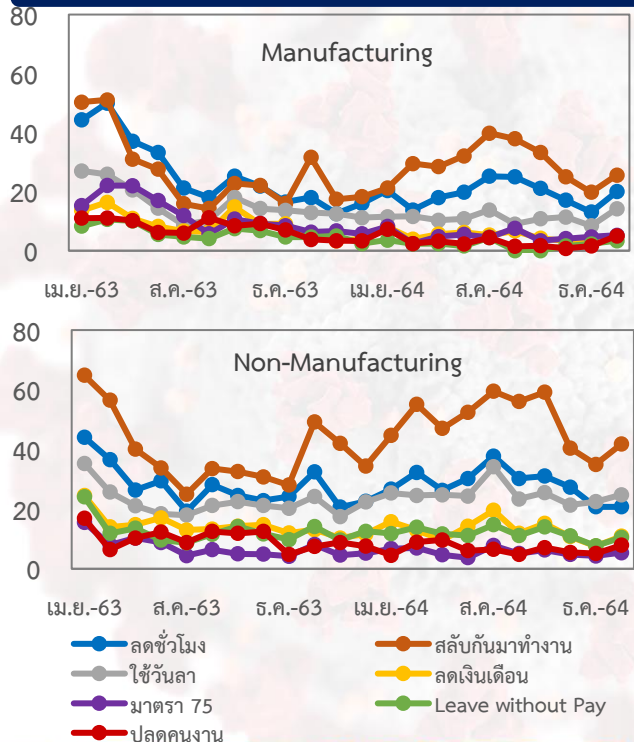 80
Manufacturing
60
40
20
0
เม.ย.-63 ส.ค.-63 ธ.ค.-63 เม.ย.-64 ส.ค.-64 ธ.ค.-64
80
Non-Manufacturing
60
40
20
0
เม.ย.-63 ส.ค.-63 ธ.ค.-63 เม.ย.-64 ส.ค.-64 ธ.ค.-64
ลดชั่วโมง สลับกันมาทำงาน
ใช้วันลา ลดเงินเดือน
มาตรา 75 Leave without Pay
ปลดคนงาน